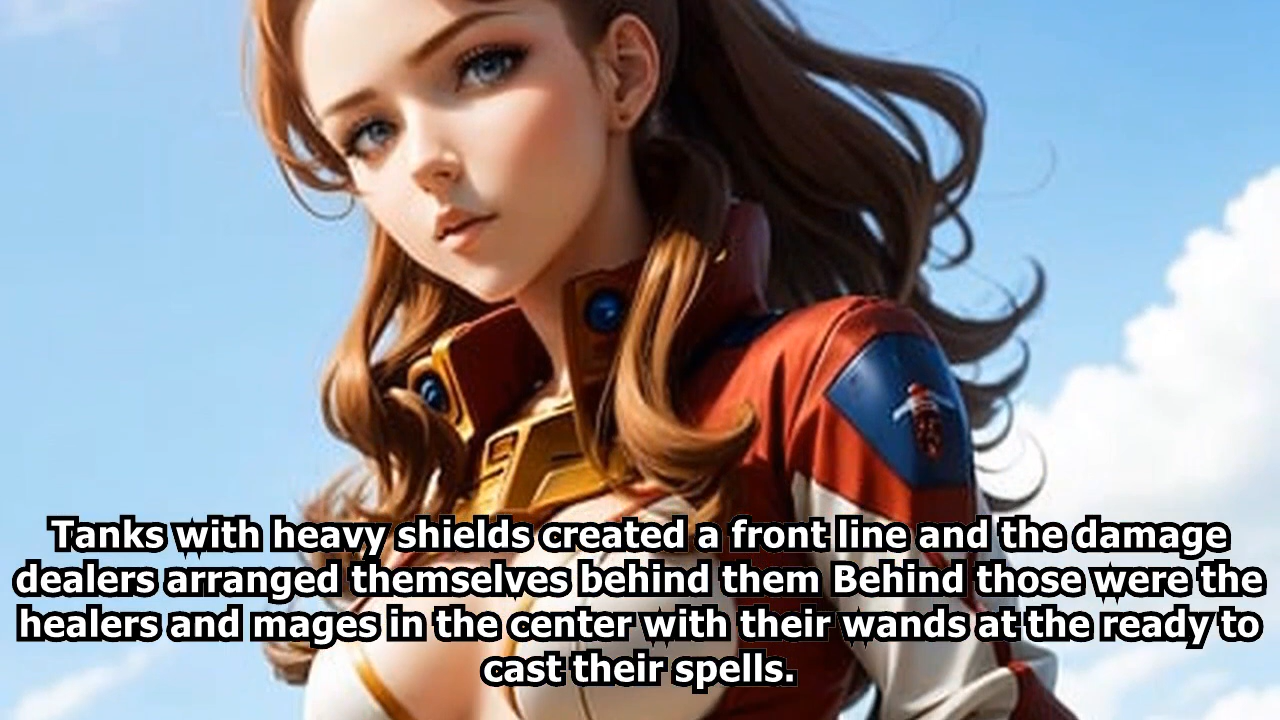 Tanks with heavy shields created a front line and the damage
dealers arranged themselves behind them Behind those were the
healers and mages in the center with their wands at the ready to
cast their spells.